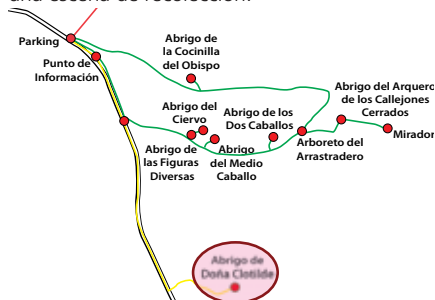 una escena de recolección.
Parking
Punto de
Información
Abrigo de
la Cocinilla
del Obispo
Abrigo del
Ciervo
Abrigo de
las Figuras
Diversas
Abrigo
del Medio
Caballo
Abrigo de los
Dos Caballos
Arboreto del
Arrastradero
Abrigo del Arquero
de los Callejones
Cerrados
Mirador
Abrigo de
Doña Clotilde